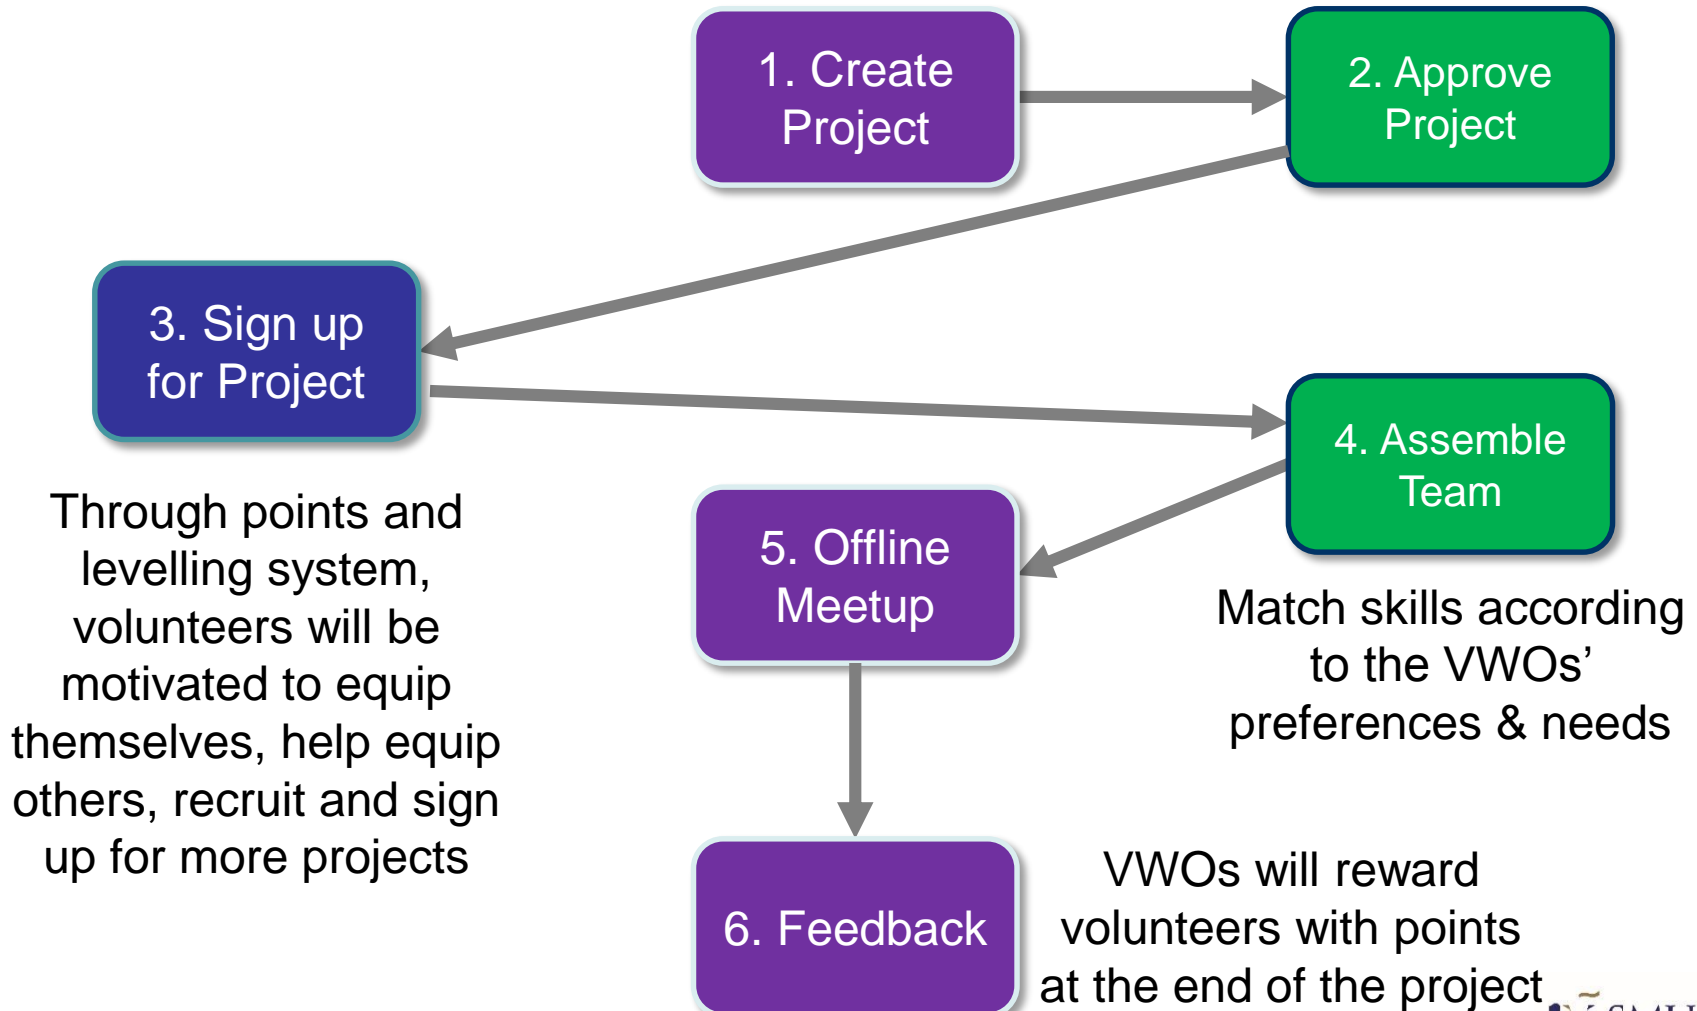 1. Create
Project
2. Approve
Project
3. Sign up
for Project
4. Assemble
Team
Through points and
levelling system,
volunteers will be
motivated to equip
themselves, help equip
others, recruit and sign
up for more projects
5. Offline
Meetup
Match skills according
to the VWOs’
preferences & needs
6. Feedback
VWOs will reward
volunteers with points
at the end of the project